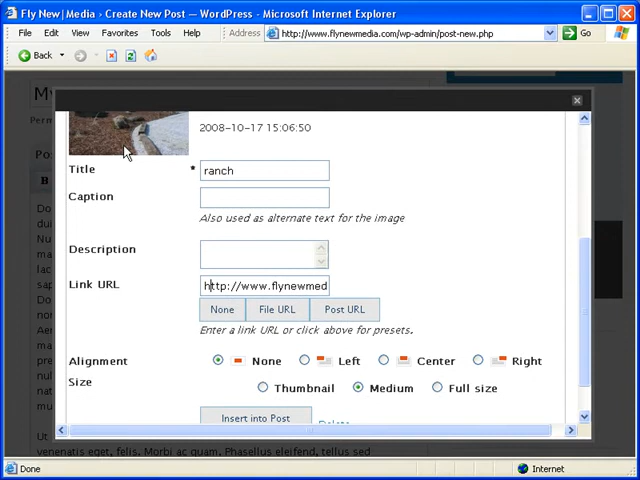 Fly New|Media › Create New Post — WordPress - Microsoft Internet Explorer
File Edit View Favorites Tools Help Address http://www.flynewmedia.com/wp-admin/post-new.php Go
Back
My
Perm
Pos
B
2008-10-17 15:06:50
Title * ranch
Caption
Also used as alternate text for the image
Description
Link URL http://www.flynewmed
None File URL Post URL
Enter a link URL or click above for presets.
Alignment None Left Center Right
Size Thumbnail Medium Full size
Insert into Post Delete
Ut
venenatis eget, felis. Morbi ac quam. Phasellus eleifend, tellus sed
Done Internet